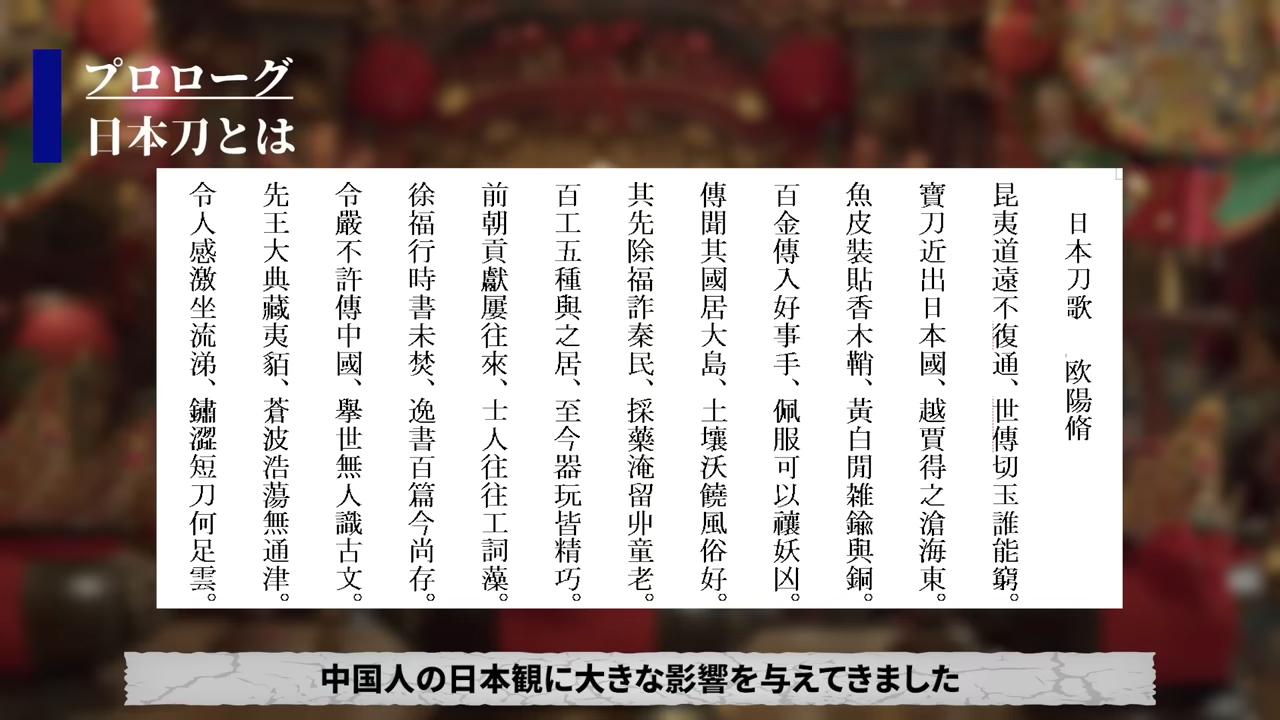 プロローグ
日本刀とは
日本刀歌　欧陽脩
昆夷道遠不復通、世傳切玉誰能窮。
寶刀近出日本國、越賈得之滄海東。
魚皮裝貼香木鞘、黃白閒雑鍮與銅。
百金傳入好事手、佩服可以禳妖凶。
傳聞其國居大島、土壤沃饒風俗好。
其先除福詐秦民、採藥淹留丱童老。
百工五種與之居、至今器玩皆精巧。
前朝貢獻屢往來、士人往往工詞藻。
徐福行時書未焚、逸書百篇今尚存。
令嚴不許傳中國、擧世無人識古文。
先王大典藏夷貊、蒼波浩蕩無通津。
令人感激坐流涕、鏽澀短刀何足雲。
中国人の日本観に大きな影響を与えてきました